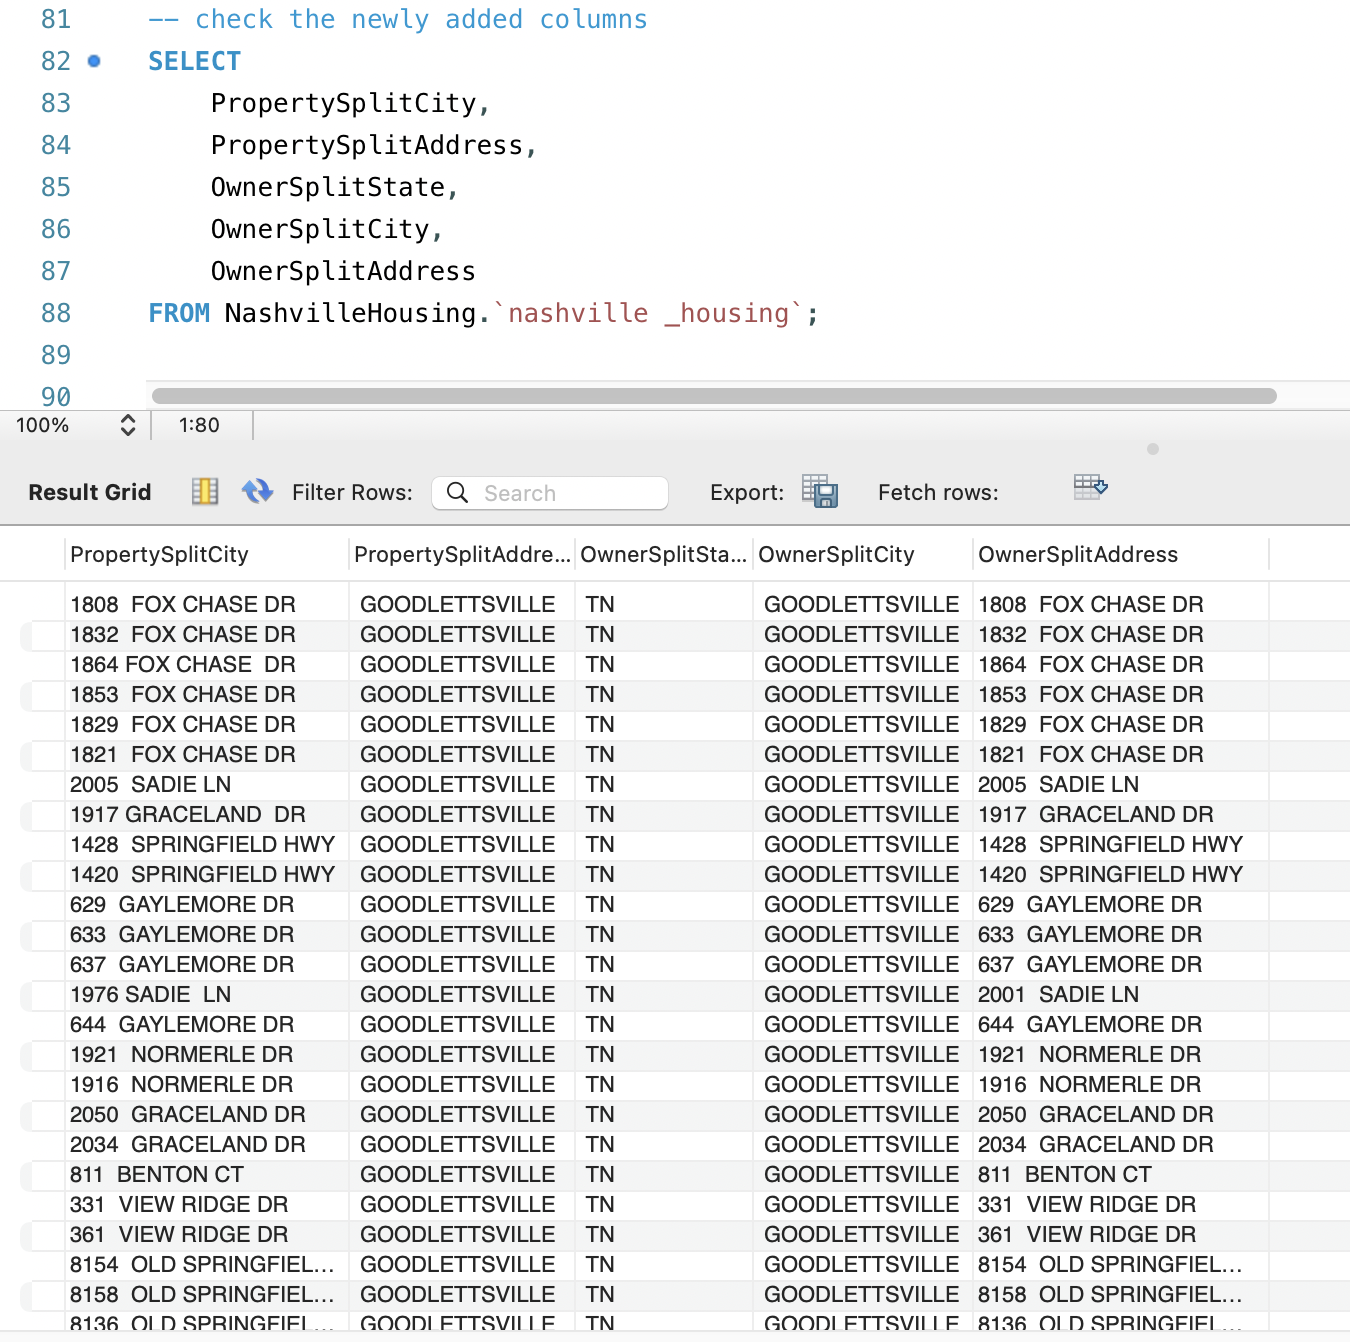 81 -- check the newly added columns
82 SELECT
83 PropertySplitCity,
84 PropertySplitAddress,
85 OwnerSplitState,
86 OwnerSplitCity,
87 OwnerSplitAddress
88 FROM NashvilleHousing.`nashville _housing`;
89
90
100% 1:80
Result Grid Filter Rows: Search Export: Fetch rows:
PropertySplitCity PropertySplitAddre... OwnerSplitSta... OwnerSplitCity OwnerSplitAddress
1808  FOX CHASE DR GOODLETTSVILLE TN GOODLETTSVILLE 1808  FOX CHASE DR
1832  FOX CHASE DR GOODLETTSVILLE TN GOODLETTSVILLE 1832  FOX CHASE DR
1864 FOX CHASE  DR GOODLETTSVILLE TN GOODLETTSVILLE 1864  FOX CHASE DR
1853  FOX CHASE DR GOODLETTSVILLE TN GOODLETTSVILLE 1853  FOX CHASE DR
1829  FOX CHASE DR GOODLETTSVILLE TN GOODLETTSVILLE 1829  FOX CHASE DR
1821  FOX CHASE DR GOODLETTSVILLE TN GOODLETTSVILLE 1821  FOX CHASE DR
2005  SADIE LN GOODLETTSVILLE TN GOODLETTSVILLE 2005  SADIE LN
1917 GRACELAND  DR GOODLETTSVILLE TN GOODLETTSVILLE 1917  GRACELAND DR
1428  SPRINGFIELD HWY GOODLETTSVILLE TN GOODLETTSVILLE 1428  SPRINGFIELD HWY
1420  SPRINGFIELD HWY GOODLETTSVILLE TN GOODLETTSVILLE 1420  SPRINGFIELD HWY
629  GAYLEMORE DR GOODLETTSVILLE TN GOODLETTSVILLE 629  GAYLEMORE DR
633  GAYLEMORE DR GOODLETTSVILLE TN GOODLETTSVILLE 633  GAYLEMORE DR
637  GAYLEMORE DR GOODLETTSVILLE TN GOODLETTSVILLE 637  GAYLEMORE DR
1976 SADIE  LN GOODLETTSVILLE TN GOODLETTSVILLE 2001  SADIE LN
644  GAYLEMORE DR GOODLETTSVILLE TN GOODLETTSVILLE 644  GAYLEMORE DR
1921  NORMERLE DR GOODLETTSVILLE TN GOODLETTSVILLE 1921  NORMERLE DR
1916  NORMERLE DR GOODLETTSVILLE TN GOODLETTSVILLE 1916  NORMERLE DR
2050  GRACELAND DR GOODLETTSVILLE TN GOODLETTSVILLE 2050  GRACELAND DR
2034  GRACELAND DR GOODLETTSVILLE TN GOODLETTSVILLE 2034  GRACELAND DR
811  BENTON CT GOODLETTSVILLE TN GOODLETTSVILLE 811  BENTON CT
331  VIEW RIDGE DR GOODLETTSVILLE TN GOODLETTSVILLE 331  VIEW RIDGE DR
361  VIEW RIDGE DR GOODLETTSVILLE TN GOODLETTSVILLE 361  VIEW RIDGE DR
8154  OLD SPRINGFIEL... GOODLETTSVILLE TN GOODLETTSVILLE 8154  OLD SPRINGFIEL...
8158  OLD SPRINGFIEL... GOODLETTSVILLE TN GOODLETTSVILLE 8158  OLD SPRINGFIEL...
8136  OLD SPRINGFIEL... GOODLETTSVILLE TN GOODLETTSVILLE 8136  OLD SPRINGFIEL...